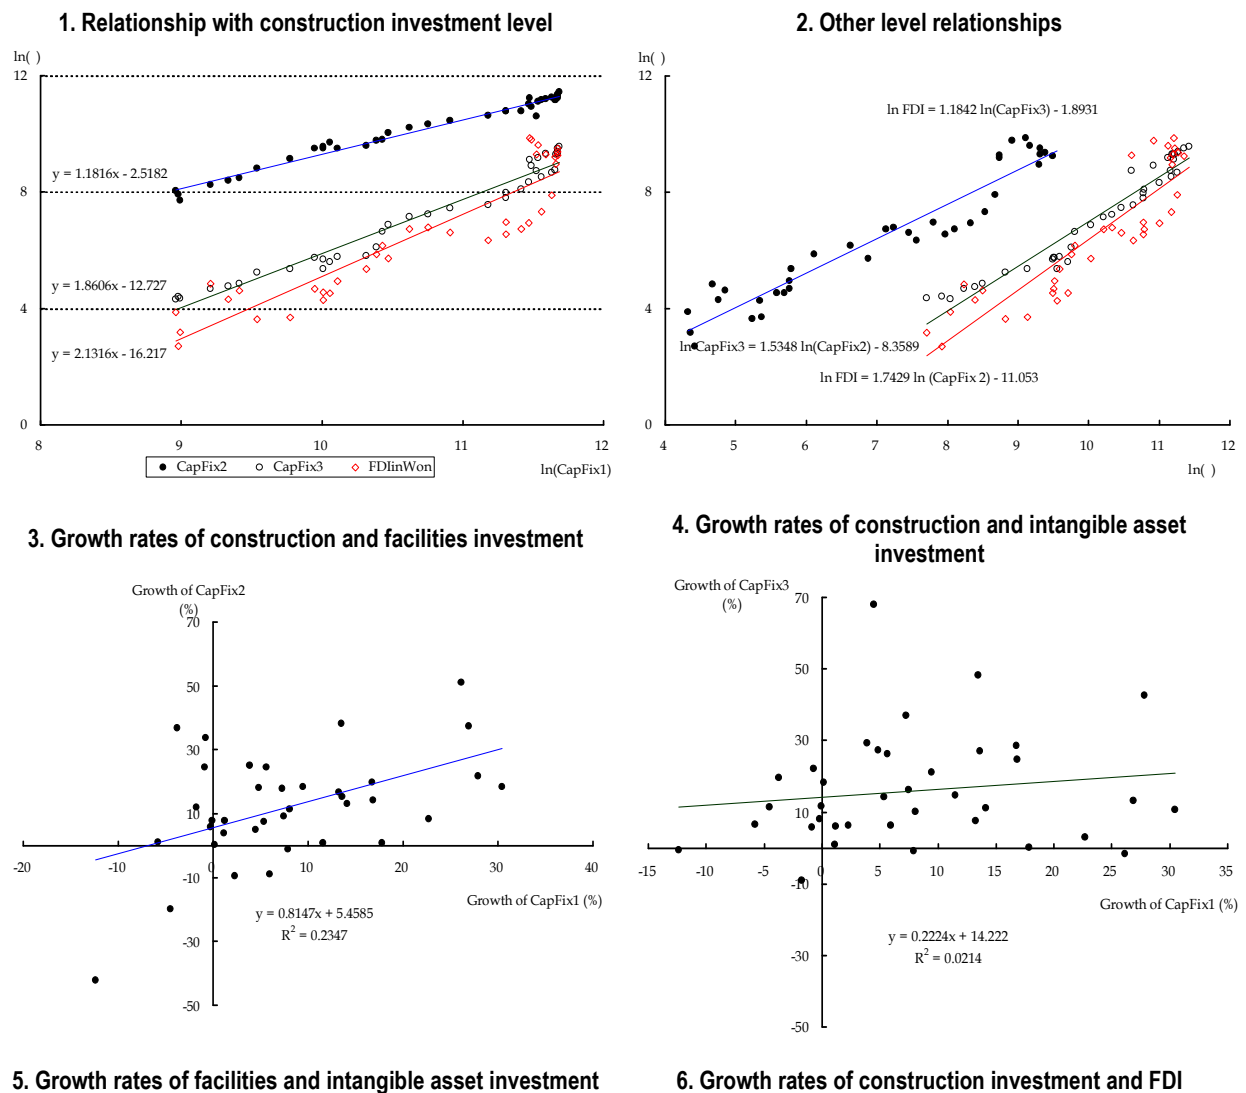 1. Relationship with construction investment level
ln( )
12
8
4
0
y = 1.1816x - 2.5182
y = 1.8606x - 12.727
y = 2.1316x - 16.217
8 9 10 11 12
CapFix2 CapFix3 FDIinWon
ln(CapFix1)
2. Other level relationships
ln( )
12
8
4
0
ln FDI = 1.1842 ln(CapFix3) - 1.8931
ln CapFix3 = 1.5348 ln(CapFix2) - 8.3589
ln FDI = 1.7429 ln (CapFix 2) - 11.053
4 5 6 7 8 9 10 11 12
ln( )
3. Growth rates of construction and facilities investment
Growth of CapFix2
(%)
70
50
30
10
-10
-30
-50
-20 -10 0 10 20 30 40
Growth of CapFix1 (%)
y = 0.8147x + 5.4585
R² = 0.2347
4. Growth rates of construction and intangible asset
investment
Growth of CapFix3
(%)
70
50
30
10
-10
-30
-50
-15 -10 -5 0 5 10 15 20 25 30 35
Growth of CapFix1 (%)
y = 0.2224x + 14.222
R² = 0.0214
5. Growth rates of facilities and intangible asset investment
6. Growth rates of construction investment and FDI